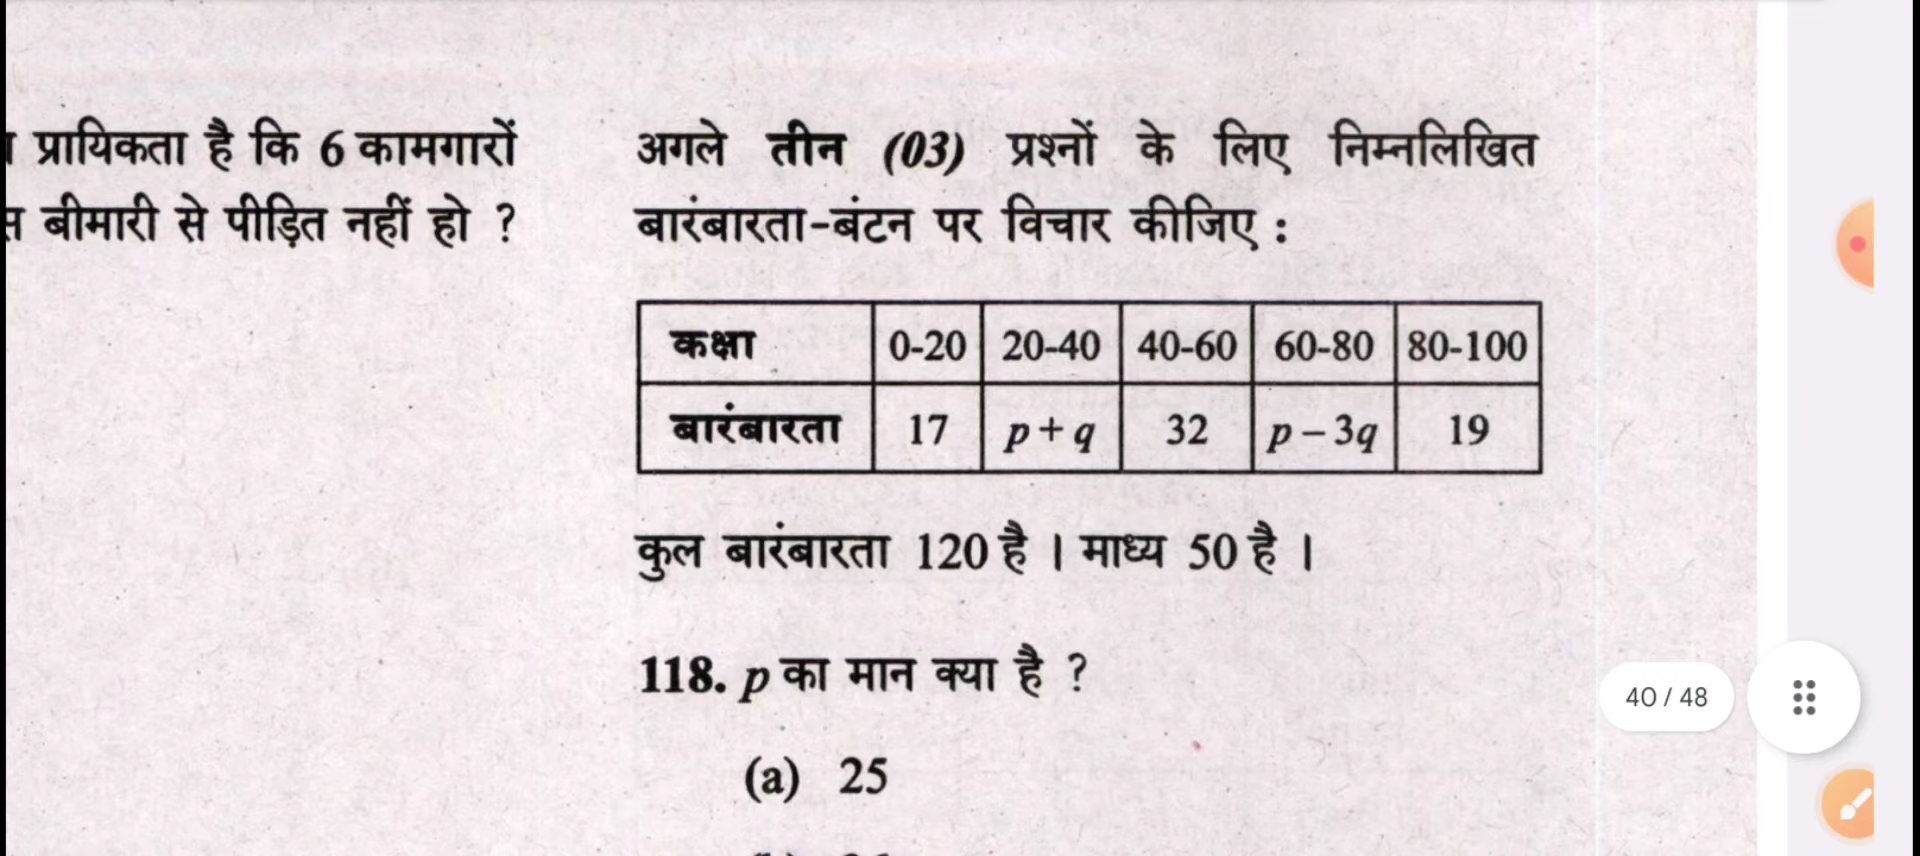 प्रायिकता है कि 6 कामगारों
बीमारी से पीड़ित नहीं हो ?
अगले तीन (03) प्रश्नों के लिए निम्नलिखित
बारंबारता-बंटन पर विचार कीजिए :
कक्षा 0-20 20-40 40-60 60-80 80-100
बारंबारता 17 p + q 32 p – 3q 19
कुल बारंबारता 120 है । माध्य 50 है ।
118. p का मान क्या है ?
(a) 25
40 / 48